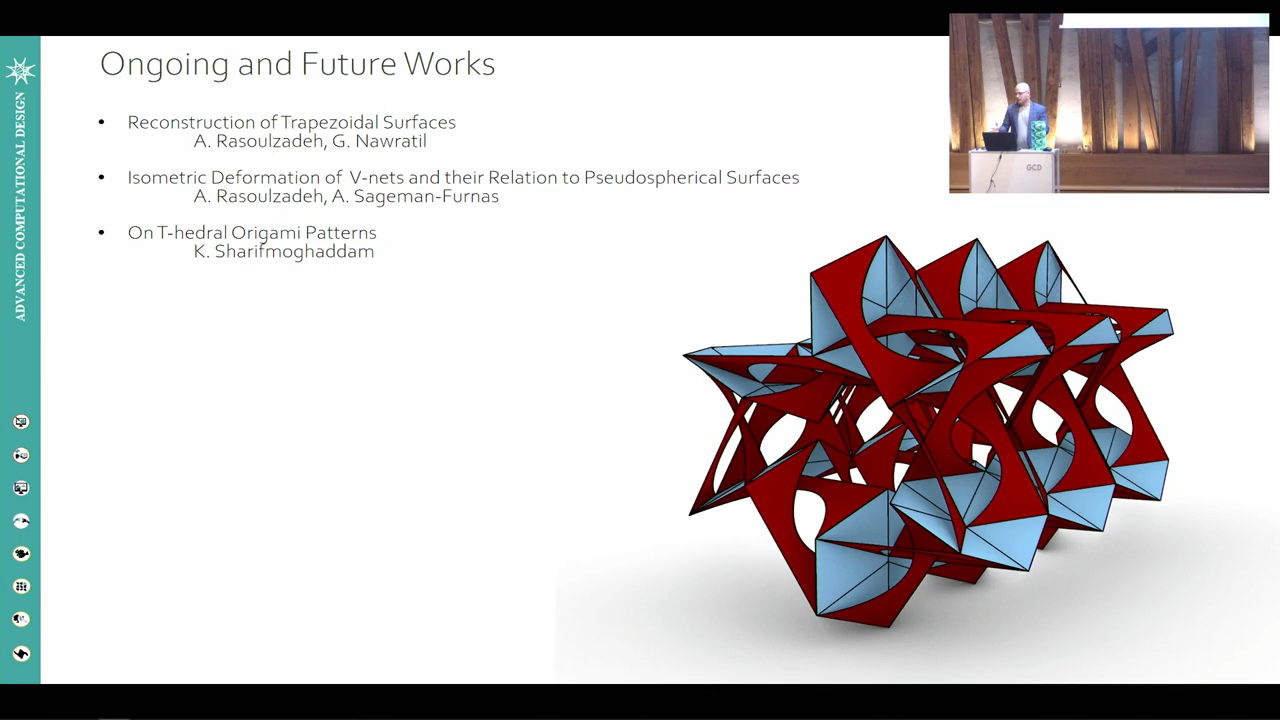 Ongoing and Future Works
• Reconstruction of Trapezoidal Surfaces
A. Rasoulzadeh, G. Nawratil
• Isometric Deformation of V-nets and their Relation to Pseudospherical Surfaces
A. Rasoulzadeh, A. Sageman-Furnas
• On T-hedral Origami Patterns
K. Sharifmoghaddam
ADVANCED COMPUTATIONAL DESIGN
GCD